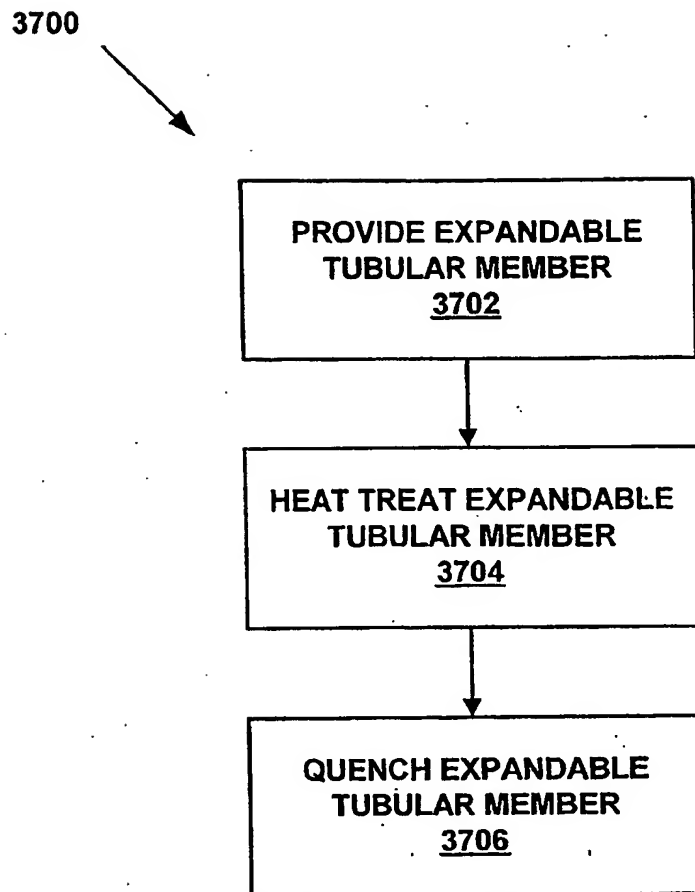 3700
PROVIDE EXPANDABLE
TUBULAR MEMBER
3702
HEAT TREAT EXPANDABLE
TUBULAR MEMBER
3704
QUENCH EXPANDABLE
TUBULAR MEMBER
3706